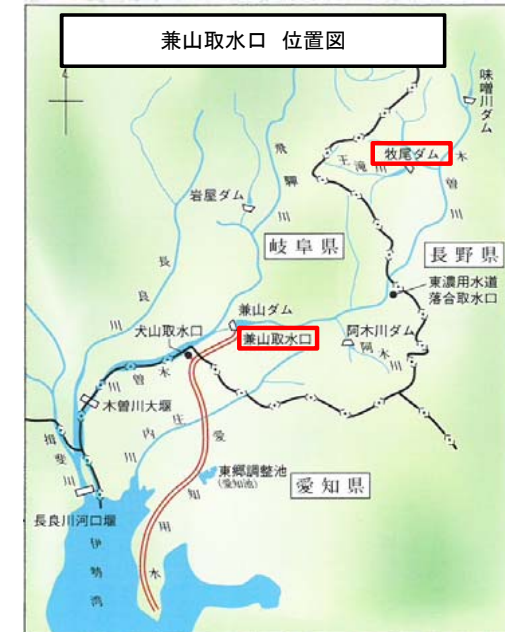 兼山取水口 位置図
4
味噌川ダム
牧尾ダム
王滝川
木曽川
飛驒川
岩屋ダム
岐阜県
長野県
長良川
東濃用水道
落合取水口
兼山ダム
犬山取水口
兼山取水口
阿木川ダム
阿木川
木曽川
木曽川大堰
庄内川
揖斐川
東郷調整池
(愛知池)
愛知県
愛知用水
長良川河口堰
伊勢湾